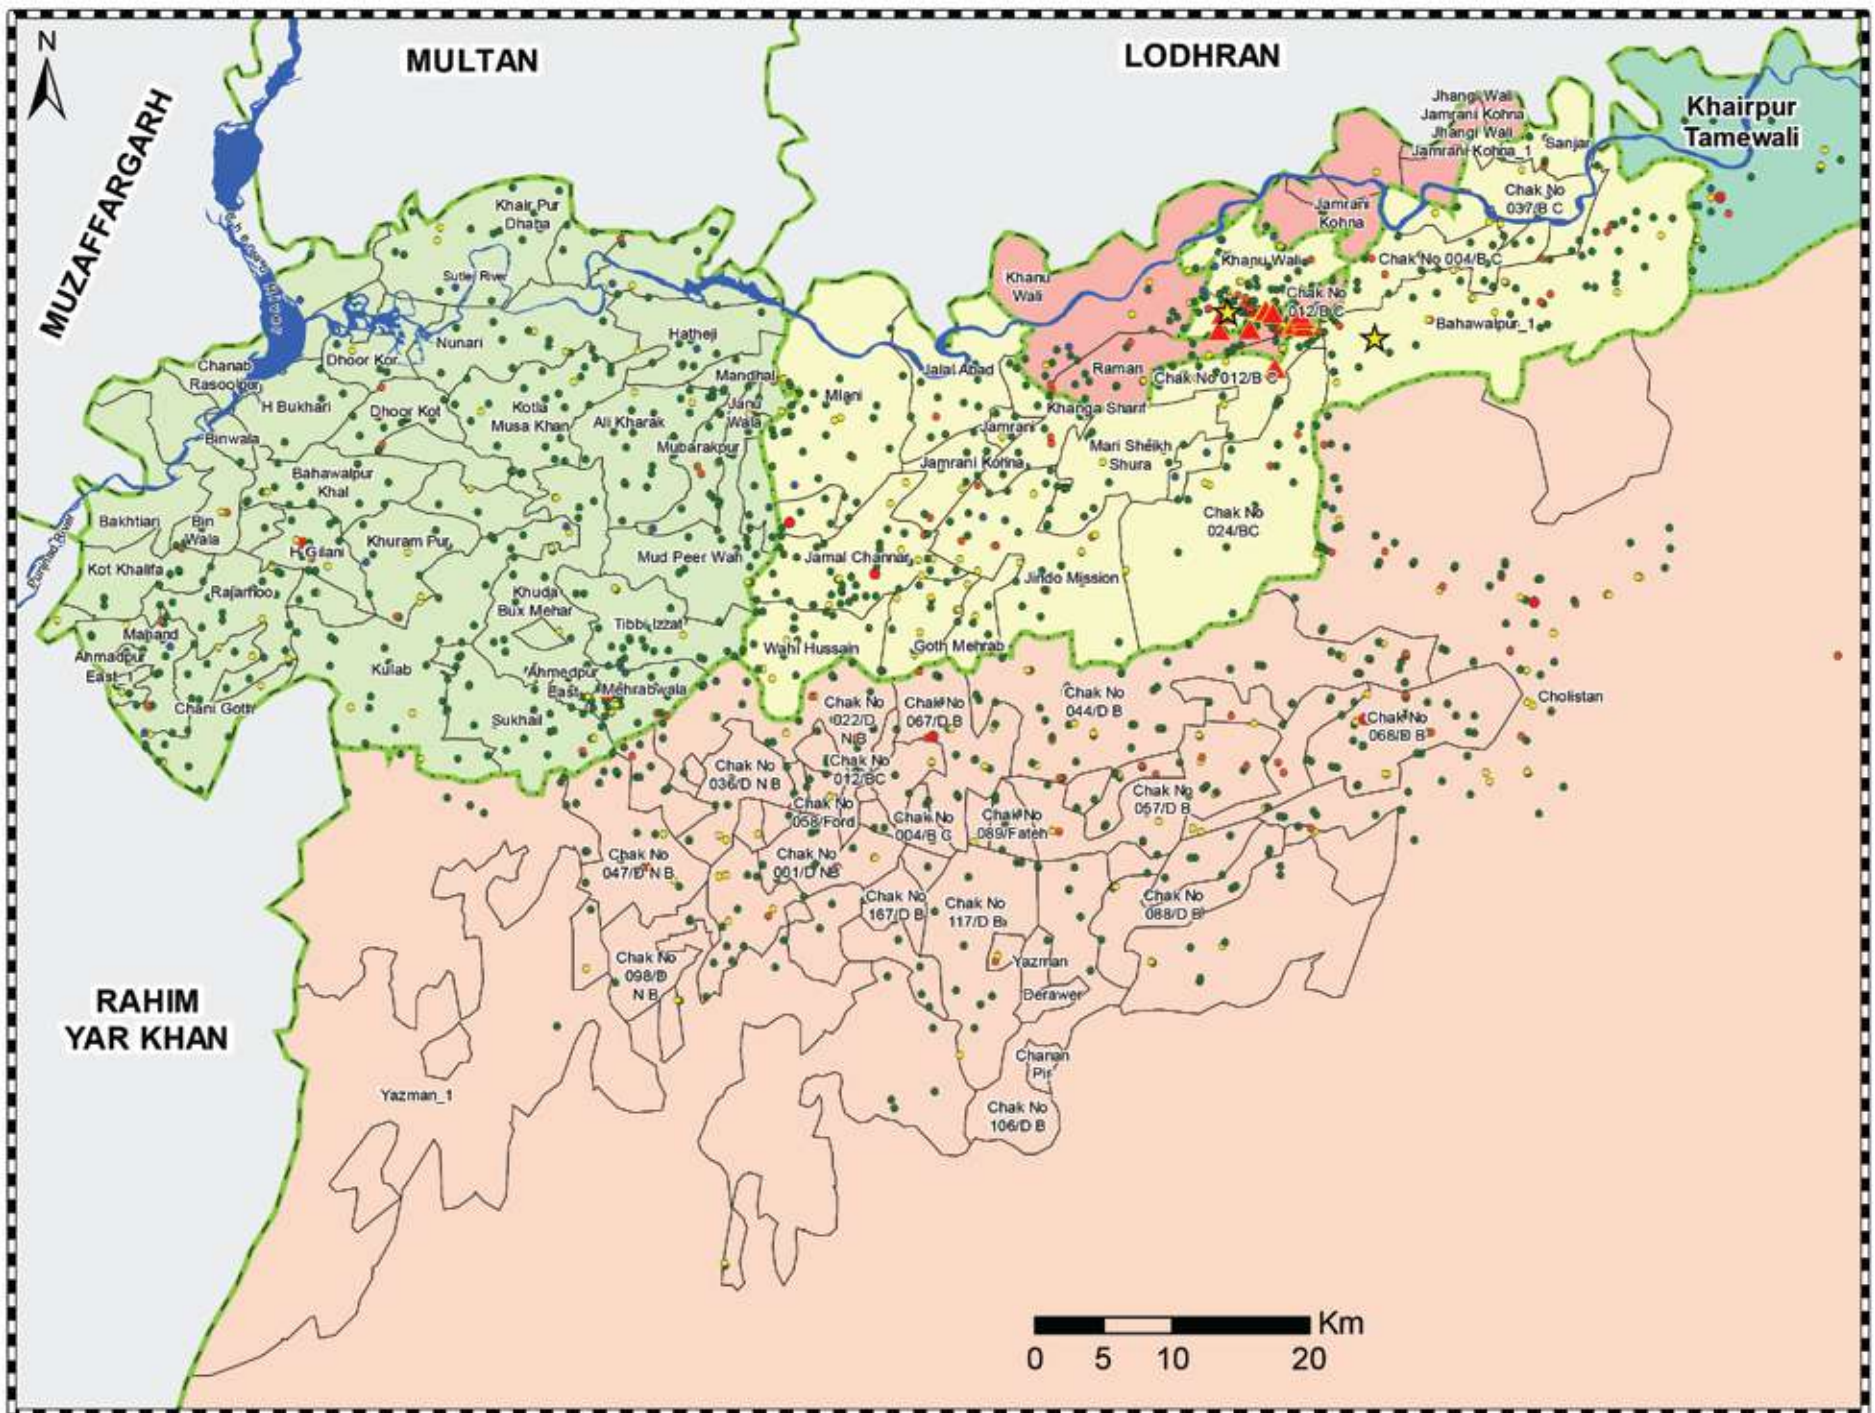 N
MULTAN
LODHRAN
MUZAFFARGARH
Khairpur
Tamewali
Jhangi Wali
Jamrani Kohna
Jhangi Wali
Jamrani Kohna_1
Sanjar
Chak No
037/B C
Khair Pur
Dhaha
Jamrani
Kohna
Sutlej River
Khanu Wali
Chak No 004/B C
Khanu
Wali
Chak No
012/B C
Bahawalpur_1
Hatheji
Nunari
Dhoor Kor
Chanab
Rasoolpur
Jalal Abad
Raman
Chak No 012/B C
Mandhal
H Bukhari
Dhoor Kot
Kotla
Musa Khan
Ali Kharak
Janu
Wala
Miani
Khanga Sharif
Jamrani
Binwala
Mubarakpur
Mari Sheikh
Shura
Jamrani Kohna
Bahawalpur
Khal
Chak No
024/BC
Bakhtiari
Bin
Wala
Khuram Pur
H Gilani
Punjnad River
Mud Peer Wah
Jamal Channar
Jindo Mission
Kot Khalifa
Rajamoo
Khuda
Bux Mehar
Tibbi Izzat
Mahand
Wahi Hussain
Goth Mehrab
Ahmadpur
East_1
Kulab
Ahmedpur
East
Mehrabwala
Chani Goth
Sukhail
Chak No
022/D
N B
Chak No
067/D B
Chak No
044/D B
Cholistan
Chak No
068/D B
Chak No
036/D N B
Chak No
012/BC
Chak No
058/Ford
Chak No
004/B C
Chak No
089/Fateh
Chak No
057/D B
Chak No
047/D N B
Chak No
001/D NB
Chak No
167/D B
Chak No
117/D B
Chak No
088/D B
Chak No
098/D
N B
Yazman
Derawer
RAHIM
YAR KHAN
Chanan
Pir
Yazman_1
Chak No
106/D B
Km
0 5 10 20